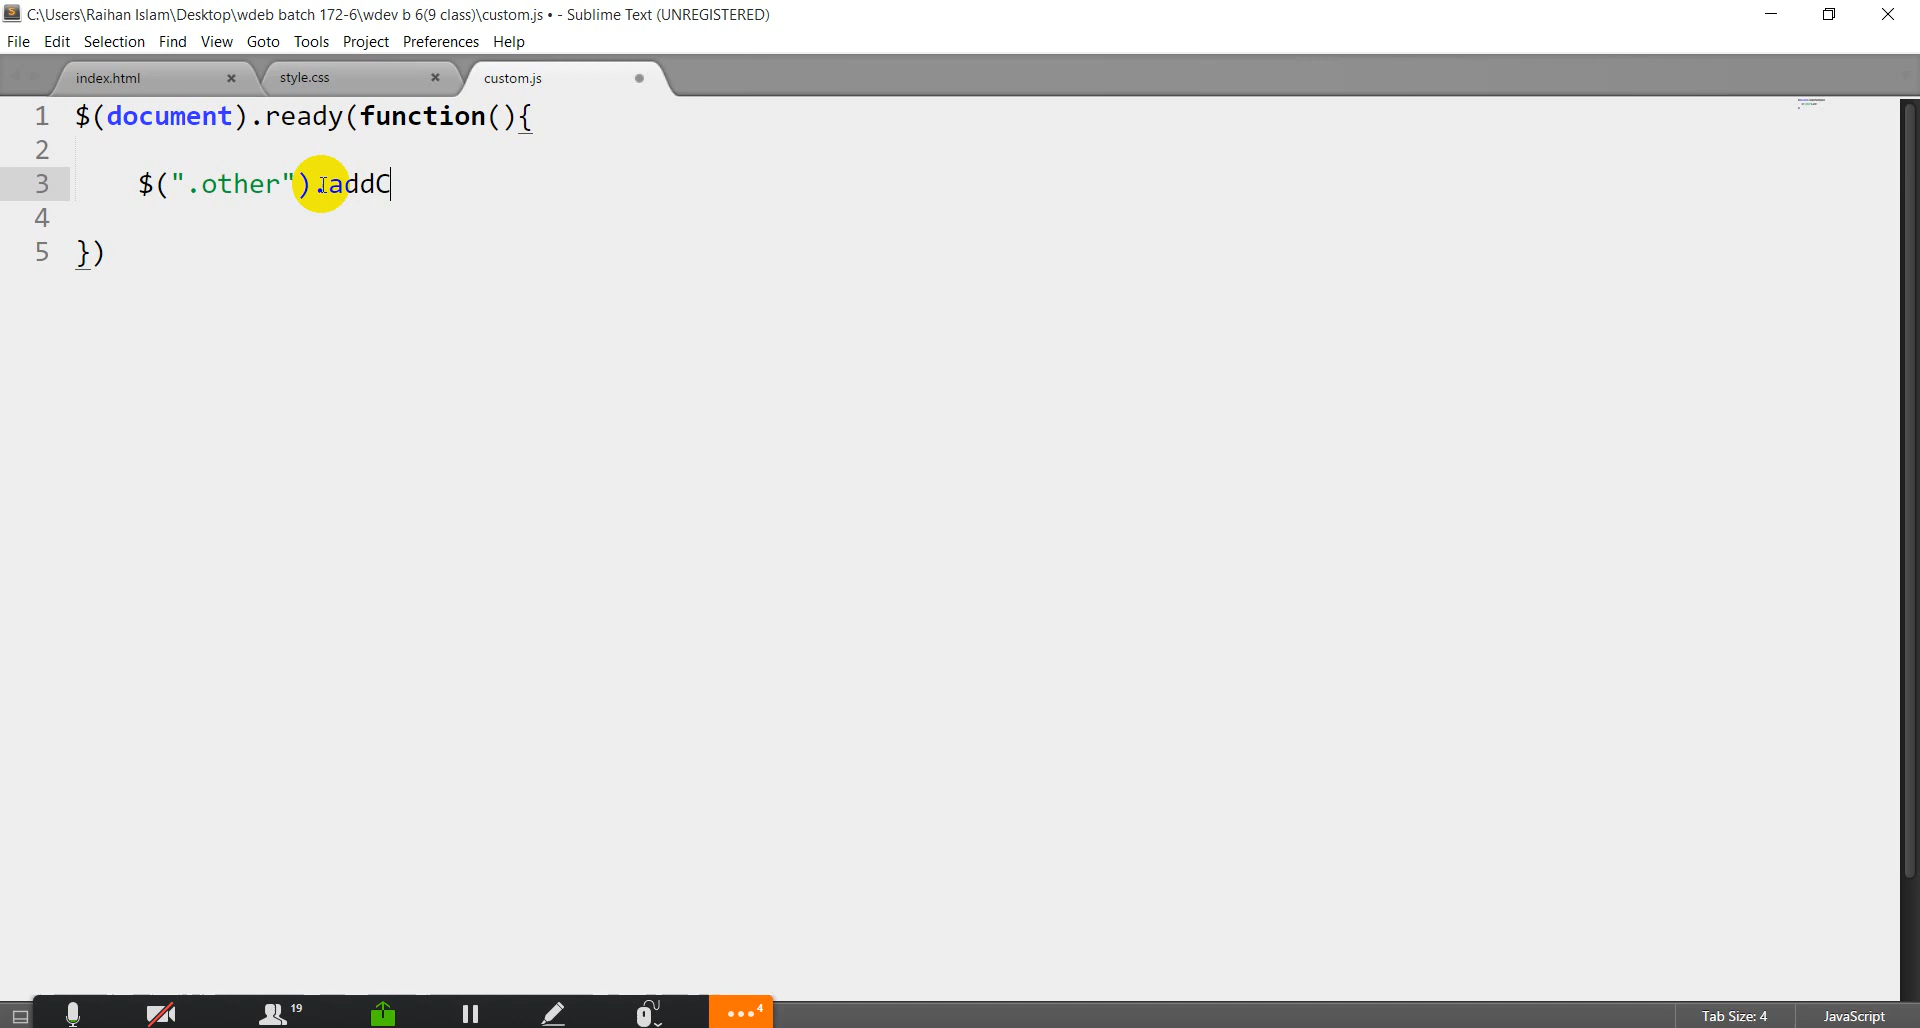 C:\Users\Raihan Islam\Desktop\wdeb batch 172-6\wdev b 6(9 class)\custom.js • - Sublime Text (UNREGISTERED)
File Edit Selection Find View Goto Tools Project Preferences Help
index.html style.css custom.js
1 $(document).ready(function(){
2
3 $(".other").addC
4
5 })
19
4
Tab Size: 4 JavaScript